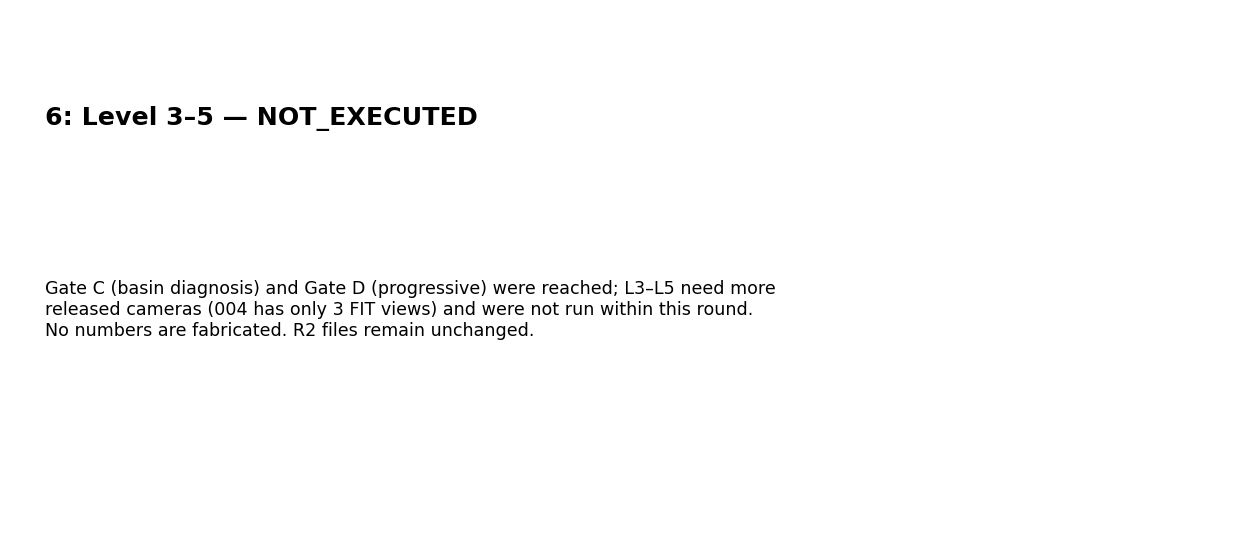 6: Level 3–5 — NOT_EXECUTED
Gate C (basin diagnosis) and Gate D (progressive) were reached; L3–L5 need more
released cameras (004 has only 3 FIT views) and were not run within this round.
No numbers are fabricated. R2 files remain unchanged.